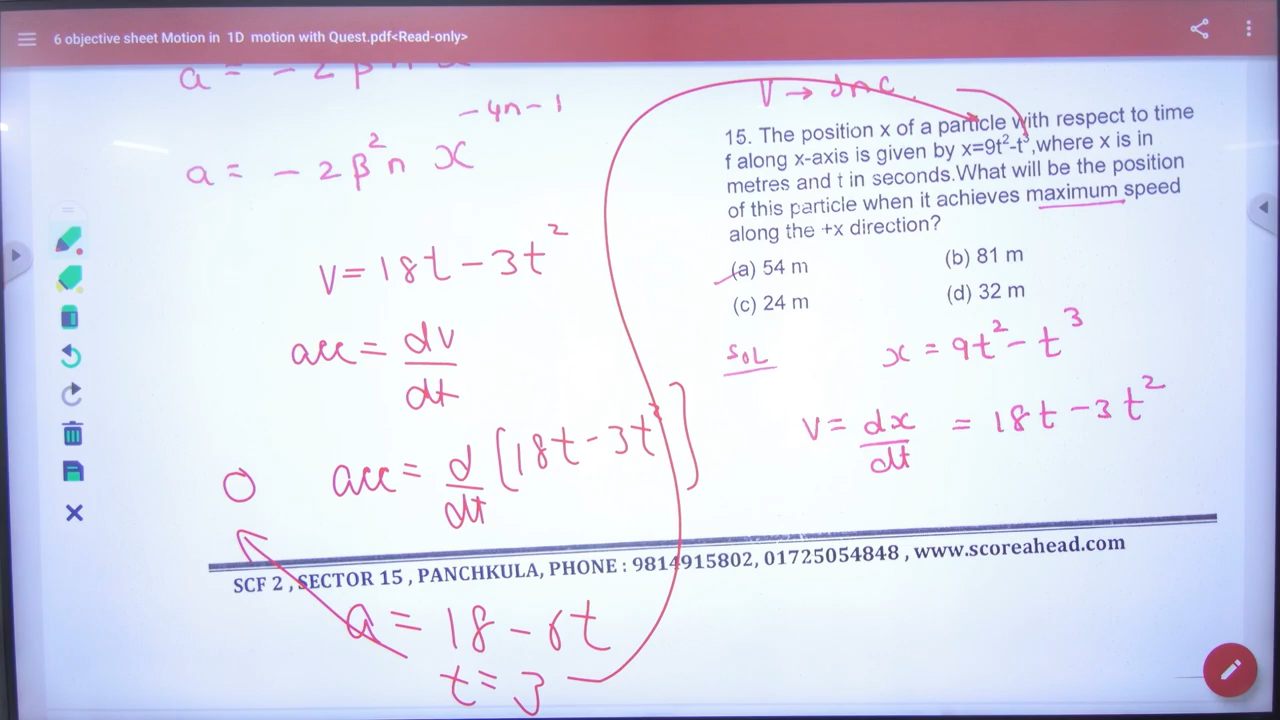 6 objective sheet Motion in 1D motion with Quest.pdf<Read-only>
a = - 2 β² n x^-4n-1
V = 18t - 3t²
acc = dv/dt
acc = d/dt [18t - 3t²]
O
a = 18 - 6t
t = 3
V → Inc.
15. The position x of a particle with respect to time
f along x-axis is given by x=9t²-t³,where x is in
metres and t in seconds.What will be the position
of this particle when it achieves maximum speed
along the +x direction?
(a) 54 m (b) 81 m
(c) 24 m (d) 32 m
SOL
x = 9t² - t³
V = dx/dt = 18t - 3t²
SCF 2 , SECTOR 15 , PANCHKULA, PHONE : 9814915802, 01725054848 , www.scoreahead.com